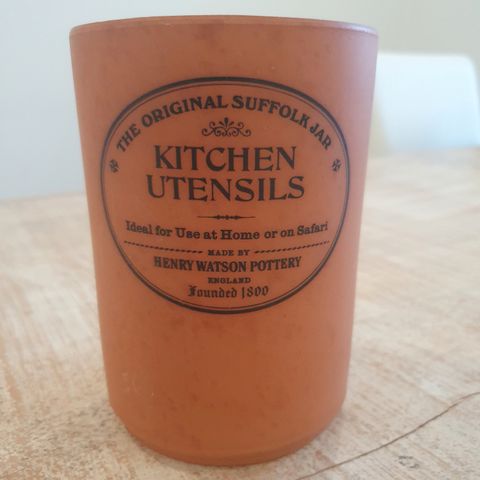 THE ORIGINAL SUFFOLK JAR
KITCHEN
UTENSILS
Ideal for Use at Home or on Safari
MADE BY
HENRY WATSON POTTERY
ENGLAND
Founded 1800